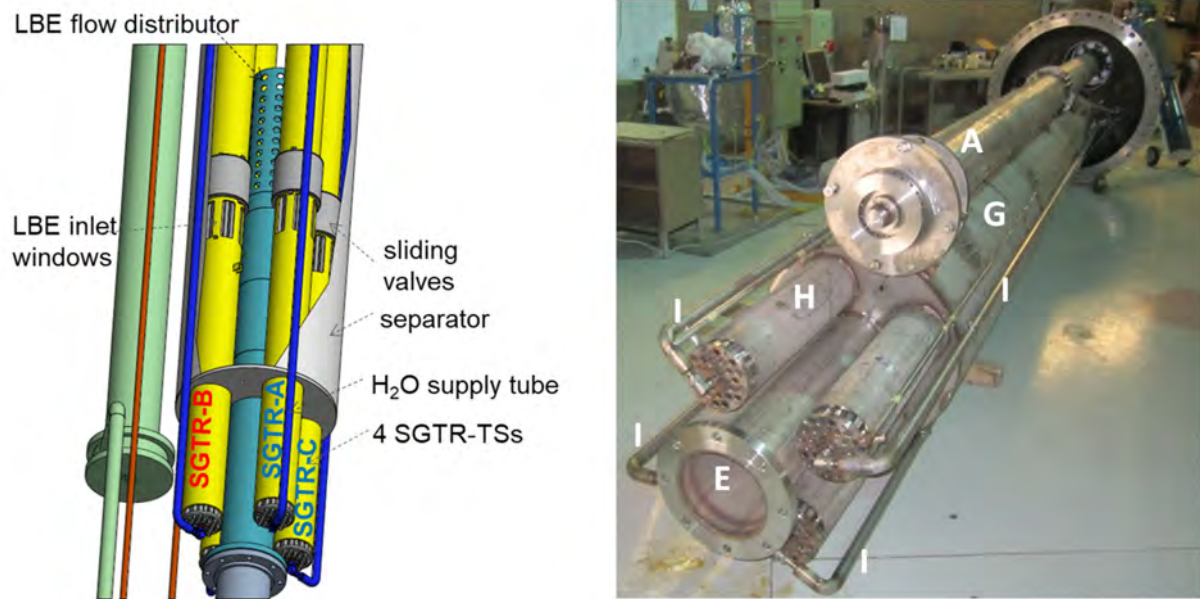 LBE flow distributor
LBE inlet
windows
sliding
valves
separator
H₂O supply tube
4 SGTR-TSs
SGTR-B
SGTR-A
SGTR-C
A
G
H
I
I
I
E
I